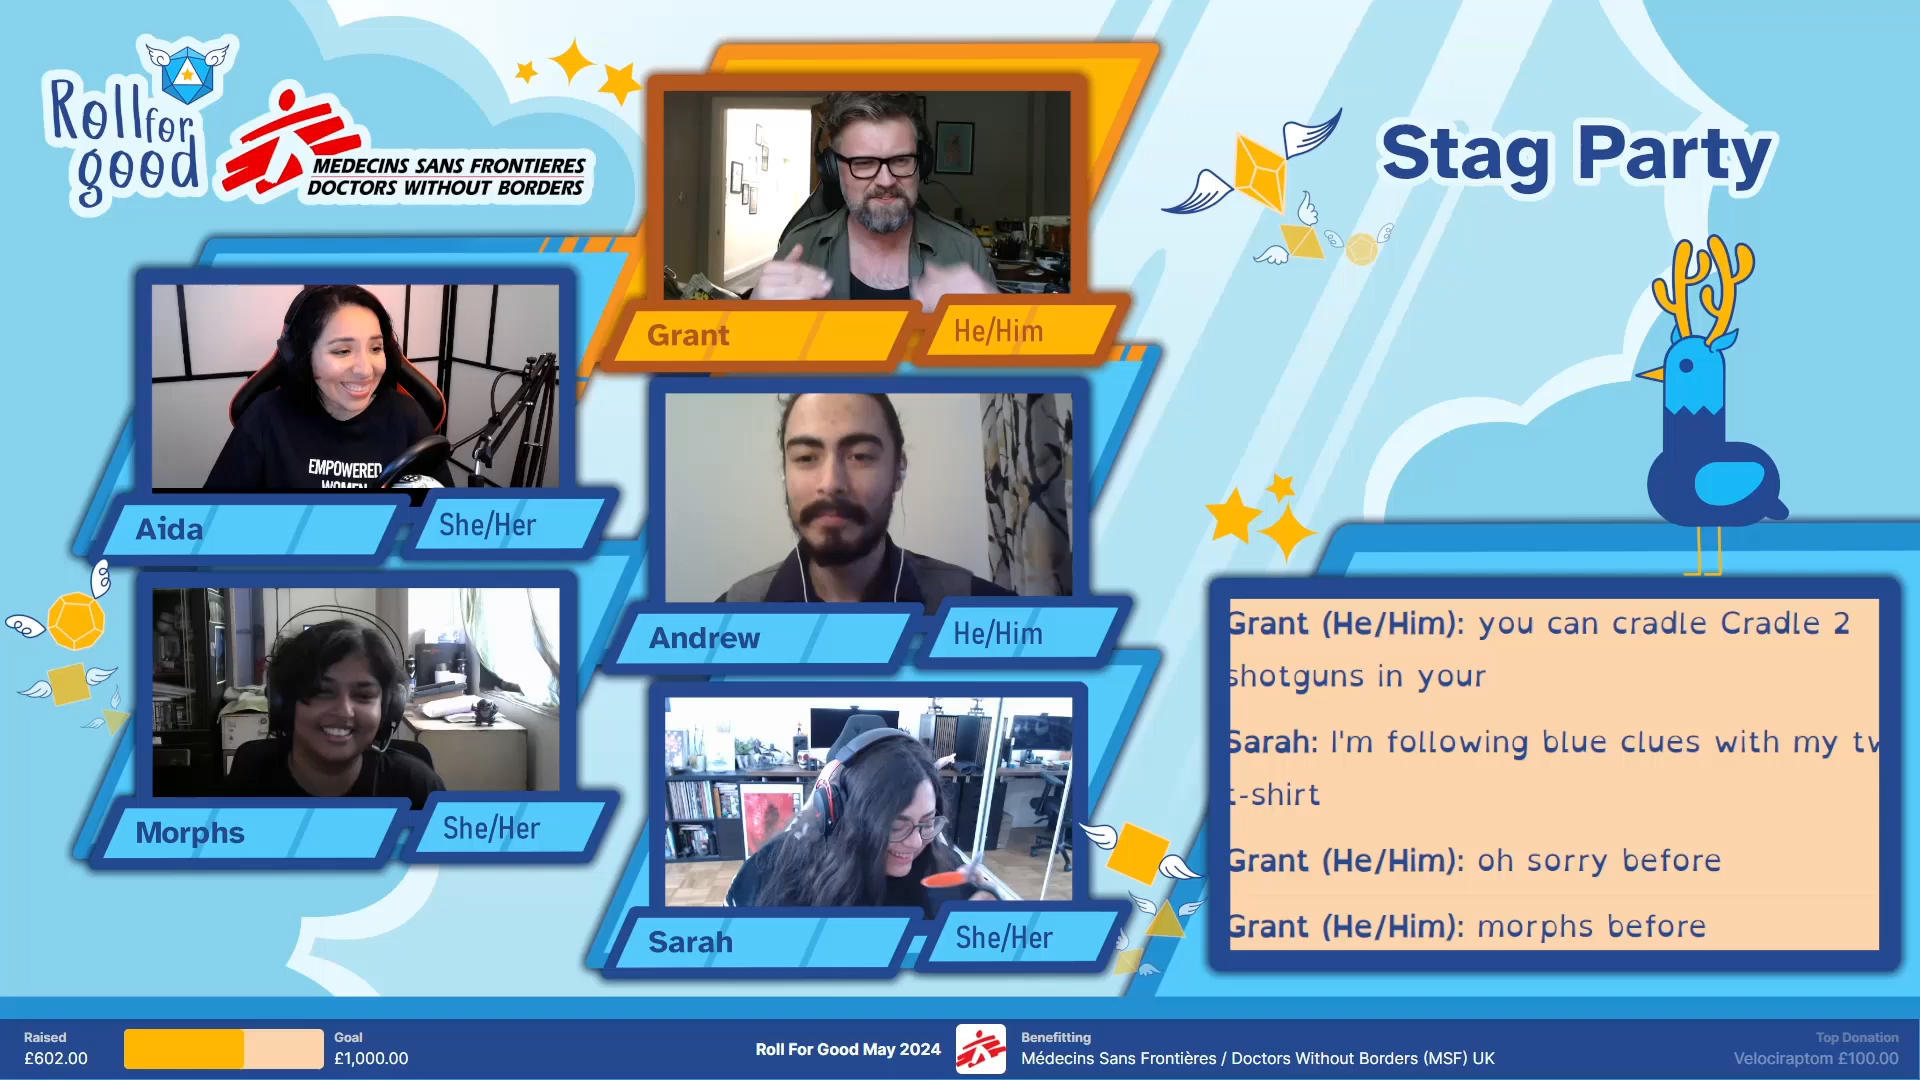 Roll for good
MEDECINS SANS FRONTIERES
DOCTORS WITHOUT BORDERS
Stag Party
Grant
He/Him
Aida
She/Her
EMPOWERED
WOMEN
Andrew
He/Him
Morphs
She/Her
Sarah
She/Her
Grant (He/Him): you can cradle Cradle 2
shotguns in your
Sarah: I'm following blue clues with my
t-shirt
Grant (He/Him): oh sorry before
Grant (He/Him): morphs before
Raised
£602.00
Goal
£1,000.00
Roll For Good May 2024
Benefitting
Médecins Sans Frontières / Doctors Without Borders (MSF) UK
Top Donation
Velociraptom £100.00